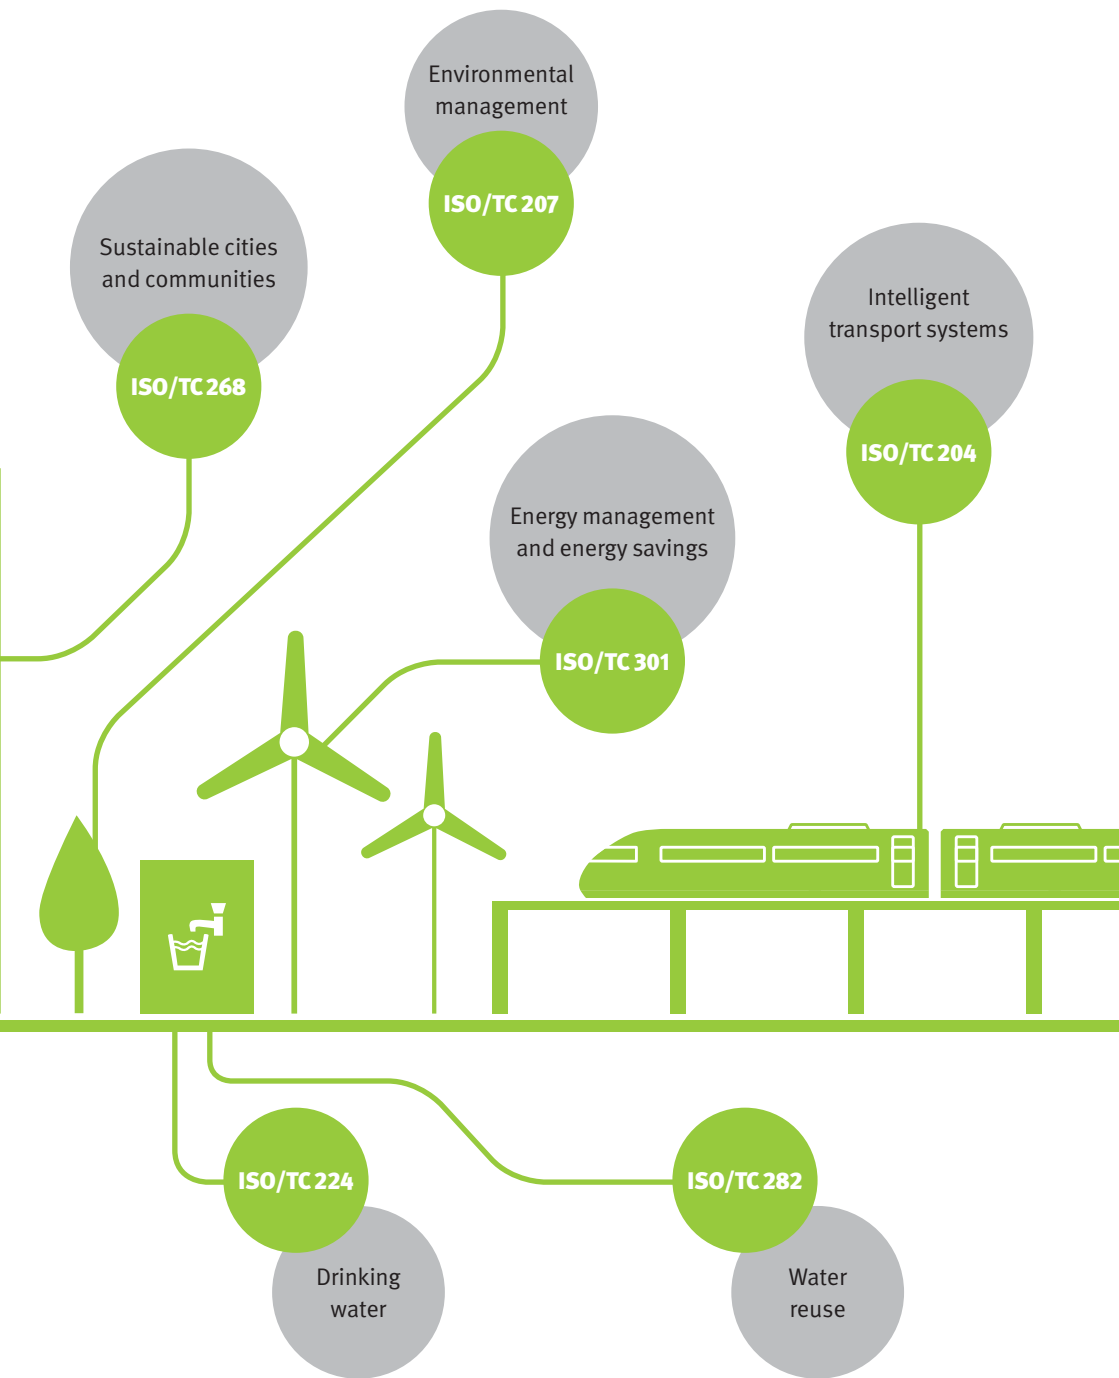 Environmental
management
ISO/TC 207
Sustainable cities
and communities
ISO/TC 268
Intelligent
transport systems
ISO/TC 204
Energy management
and energy savings
ISO/TC 301
ISO/TC 224
Drinking
water
ISO/TC 282
Water
reuse